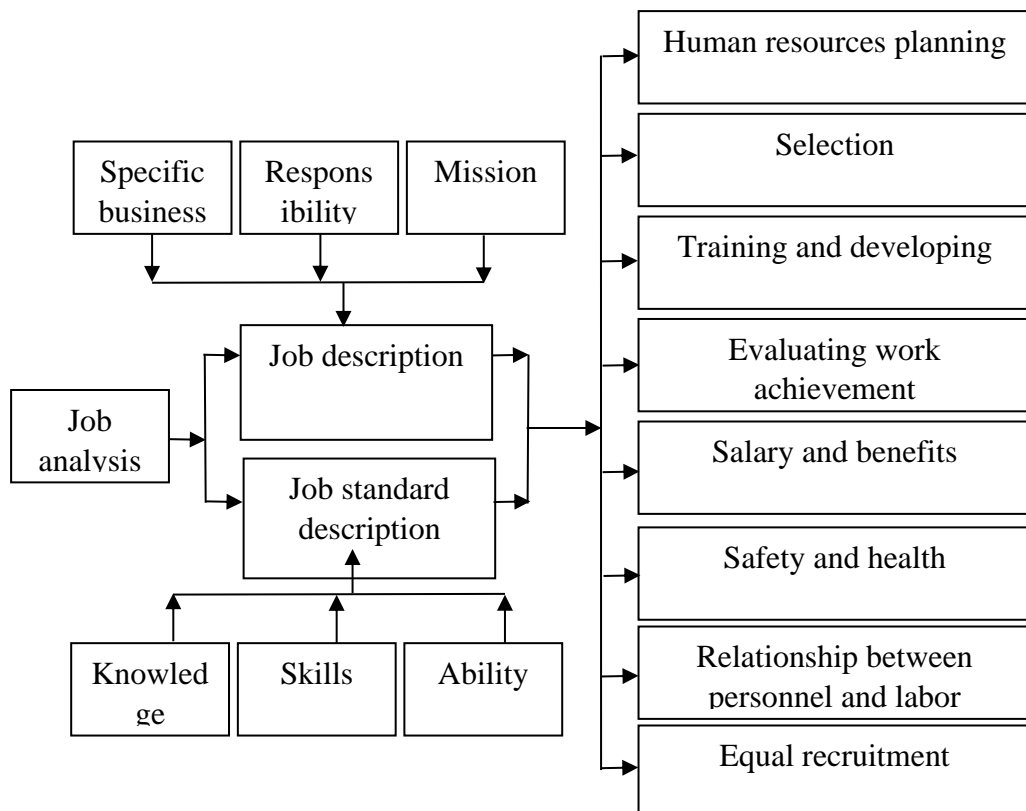 Human resources planning
Selection
Training and developing
Evaluating work
achievement
Salary and benefits
Safety and health
Relationship between
personnel and labor
Equal recruitment
Specific
business
Respons
ibility
Mission
Job description
Job
analysis
Job standard
description
Knowled
ge
Skills
Ability